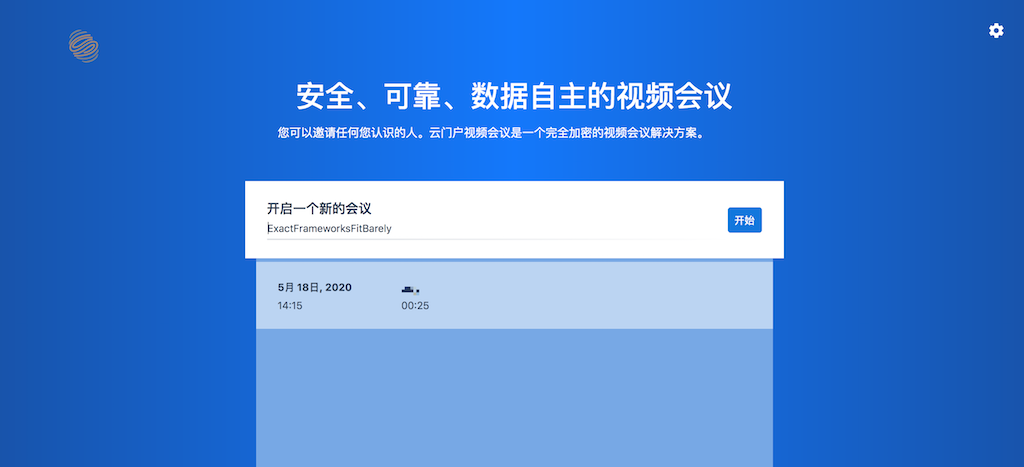 安全、可靠、数据自主的视频会议
您可以邀请任何您认识的人。云门户视频会议是一个完全加密的视频会议解决方案。
开启一个新的会议
ExactFrameworksFitBarely
开始
5月 18日, 2020
14:15
00:25